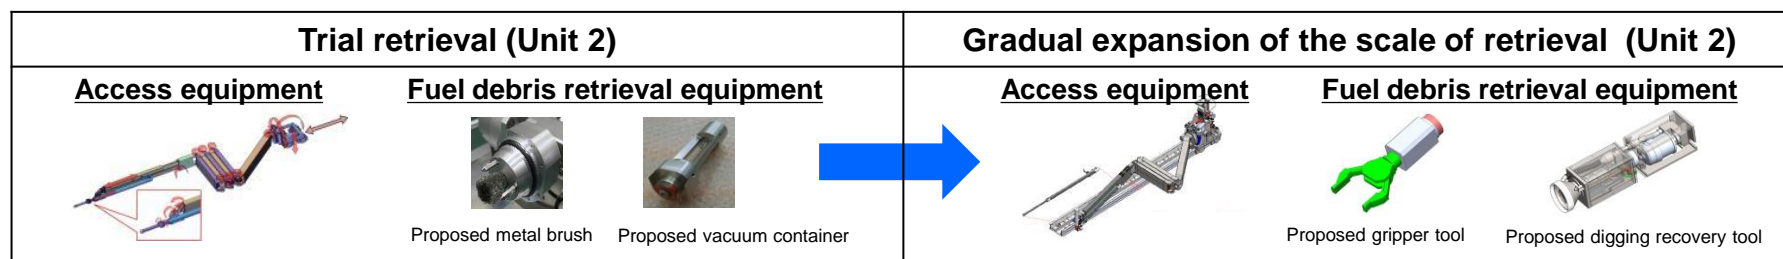 Trial retrieval (Unit 2)
Access equipment
Fuel debris retrieval equipment
Proposed metal brush
Proposed vacuum container
Gradual expansion of the scale of retrieval (Unit 2)
Access equipment
Fuel debris retrieval equipment
Proposed gripper tool
Proposed digging recovery tool